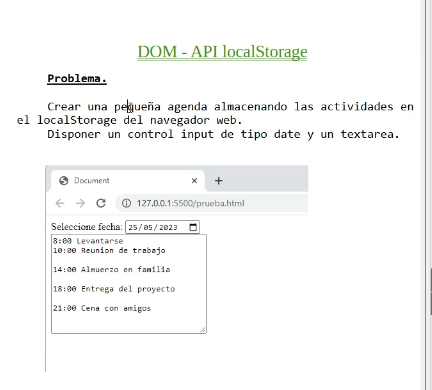 DOM - API localStorage
Problema.
Crear una pequeña agenda almacenando las actividades en
el localStorage del navegador web.
Disponer un control input de tipo date y un textarea.
Document
127.0.0.1:5500/prueba.html
Seleccione fecha: 25/05/2023
8:00 Levantarse
10:00 Reunion de trabajo
14:00 Almuerzo en familia
18:00 Entrega del proyecto
21:00 Cena con amigos